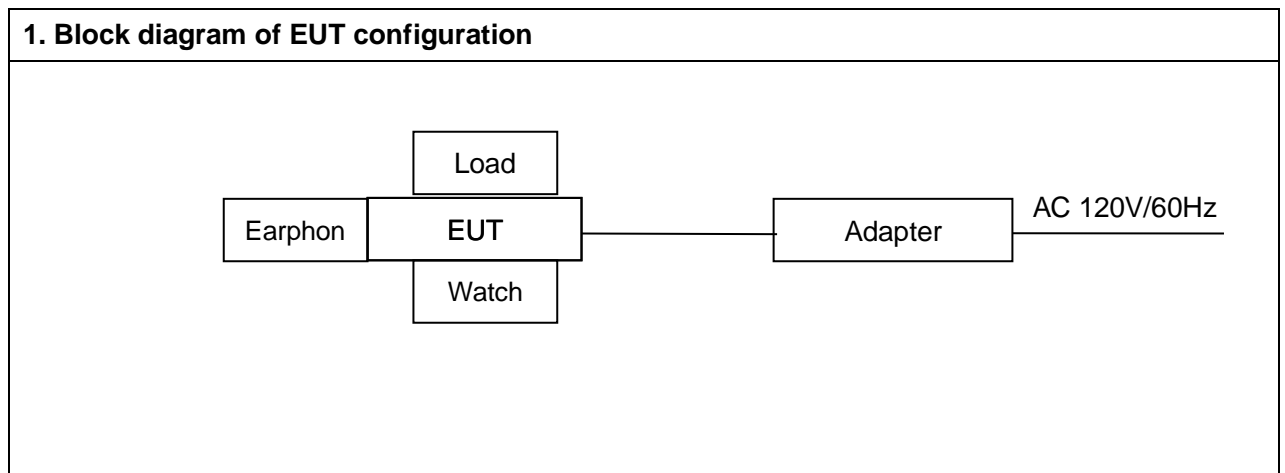 1. Block diagram of EUT configuration
Load
Earphon
EUT
Adapter
AC 120V/60Hz
Watch